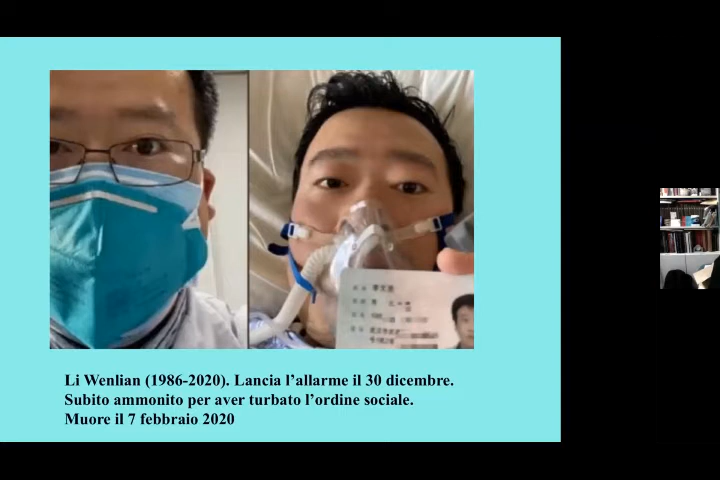 Li Wenlian (1986-2020). Lancia l’allarme il 30 dicembre.
Subito ammonito per aver turbato l’ordine sociale.
Muore il 7 febbraio 2020